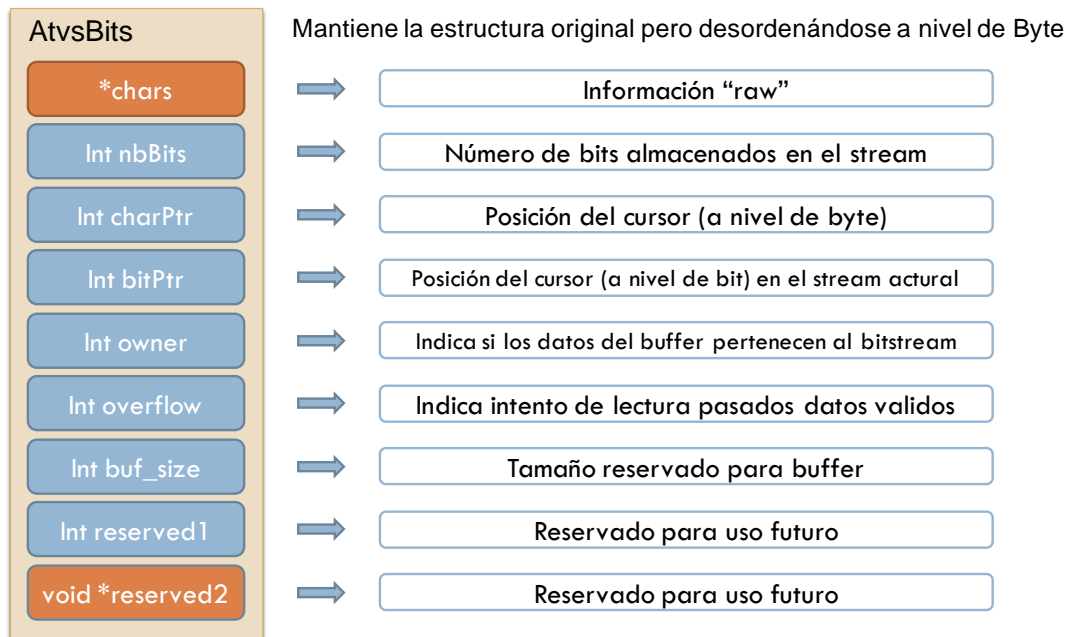 AtvsBits
Mantiene la estructura original pero desordenándose a nivel de Byte
*chars
Información “raw”
Int nbBits
Número de bits almacenados en el stream
Int charPtr
Posición del cursor (a nivel de byte)
Int bitPtr
Posición del cursor (a nivel de bit) en el stream actural
Int owner
Indica si los datos del buffer pertenecen al bitstream
Int overflow
Indica intento de lectura pasados datos validos
Int buf_size
Tamaño reservado para buffer
Int reserved1
Reservado para uso futuro
void *reserved2
Reservado para uso futuro